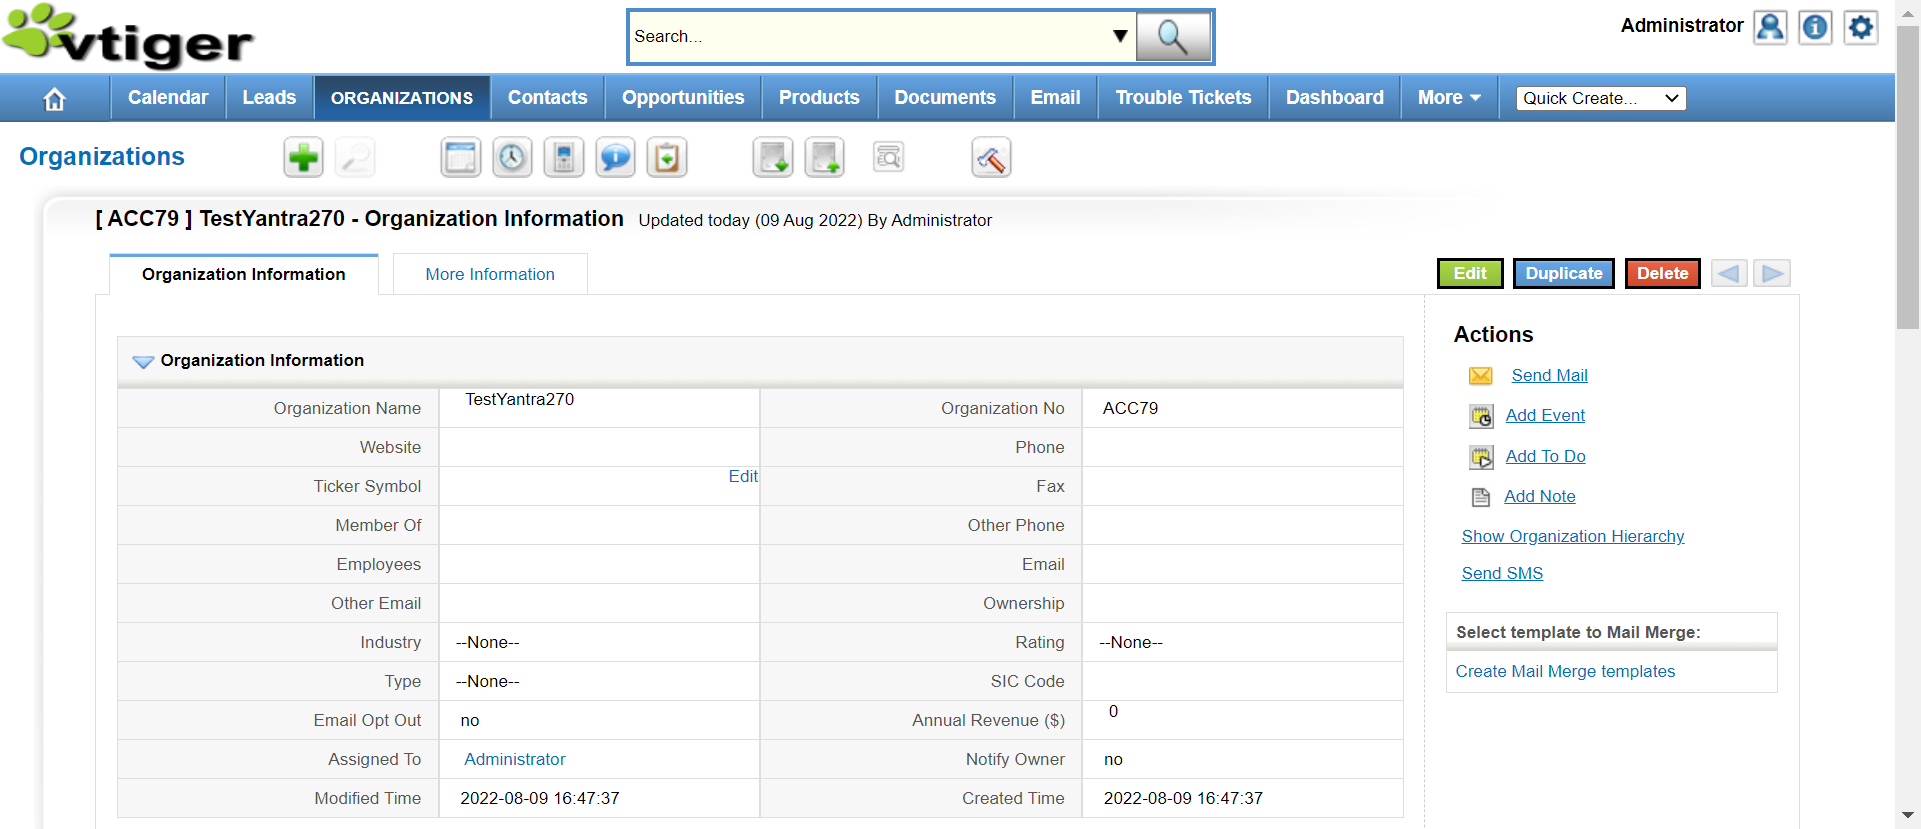 vtiger
Search...
Administrator
Calendar Leads ORGANIZATIONS Contacts Opportunities Products Documents Email Trouble Tickets Dashboard More Quick Create...
Organizations
[ ACC79 ] TestYantra270 - Organization Information Updated today (09 Aug 2022) By Administrator
Organization Information More Information Edit Duplicate Delete
Organization Information
Organization Name TestYantra270 Organization No ACC79
Website Phone
Ticker Symbol Edit Fax
Member Of Other Phone
Employees Email
Other Email Ownership
Industry --None-- Rating --None--
Type --None-- SIC Code
Email Opt Out no Annual Revenue ($) 0
Assigned To Administrator Notify Owner no
Modified Time 2022-08-09 16:47:37 Created Time 2022-08-09 16:47:37
Actions
Send Mail
Add Event
Add To Do
Add Note
Show Organization Hierarchy
Send SMS
Select template to Mail Merge:
Create Mail Merge templates